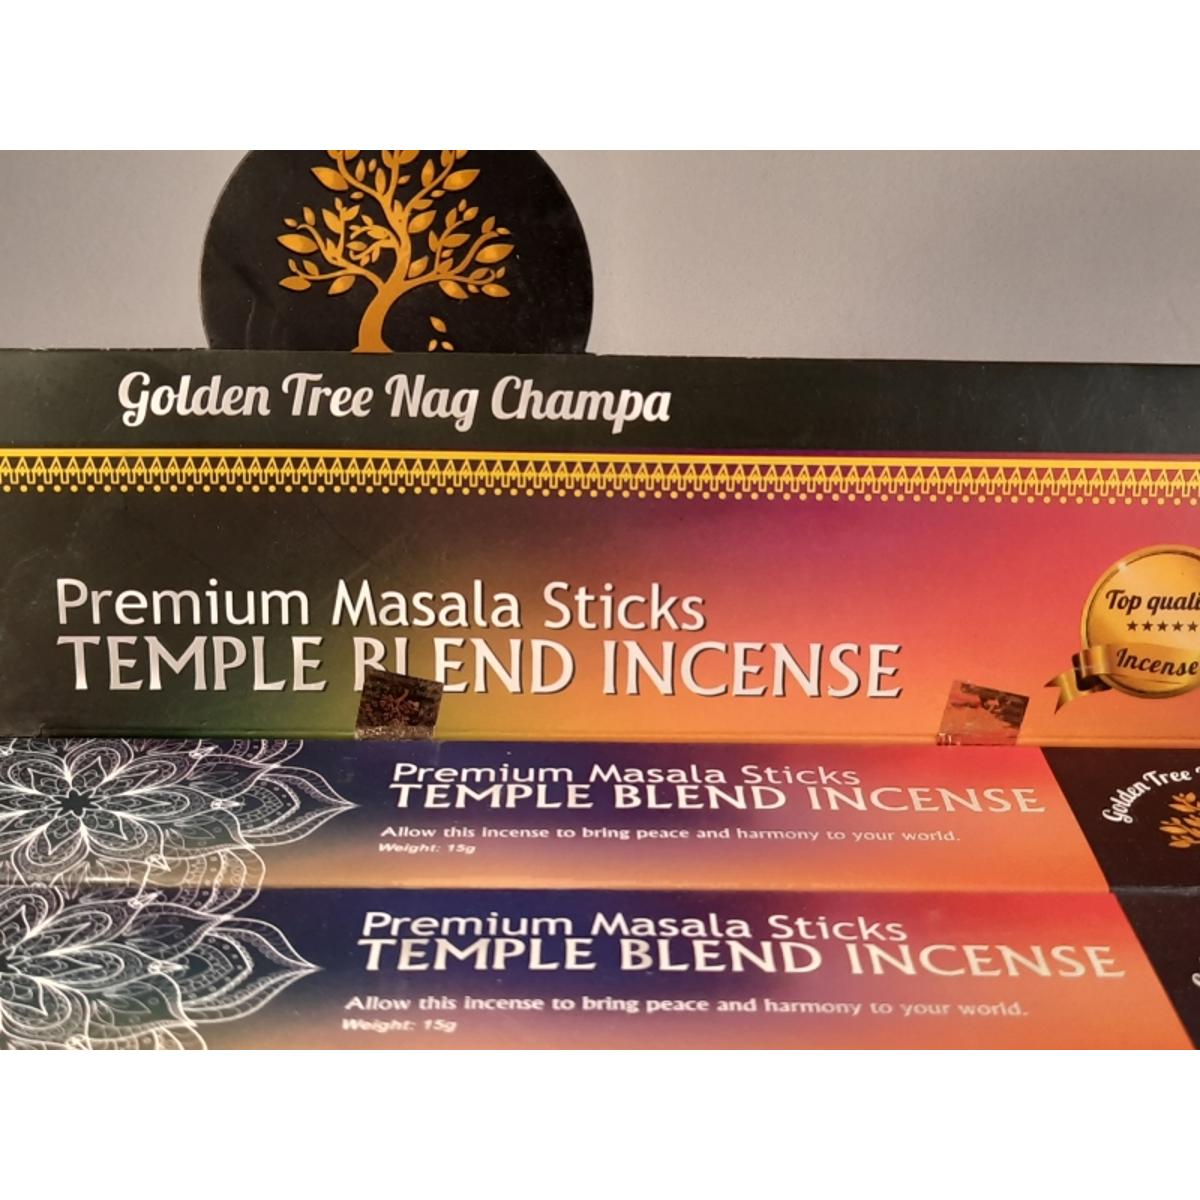 Golden Tree Nag Champa
Premium Masala Sticks
TEMPLE BLEND INCENSE
Top quali
Incense
Premium Masala Sticks
TEMPLE BLEND INCENSE
Allow this incense to bring peace and harmony to your world.
Weight: 15g
Golden Tree
Premium Masala Sticks
TEMPLE BLEND INCENSE
Allow this incense to bring peace and harmony to your world.
Weight: 15g